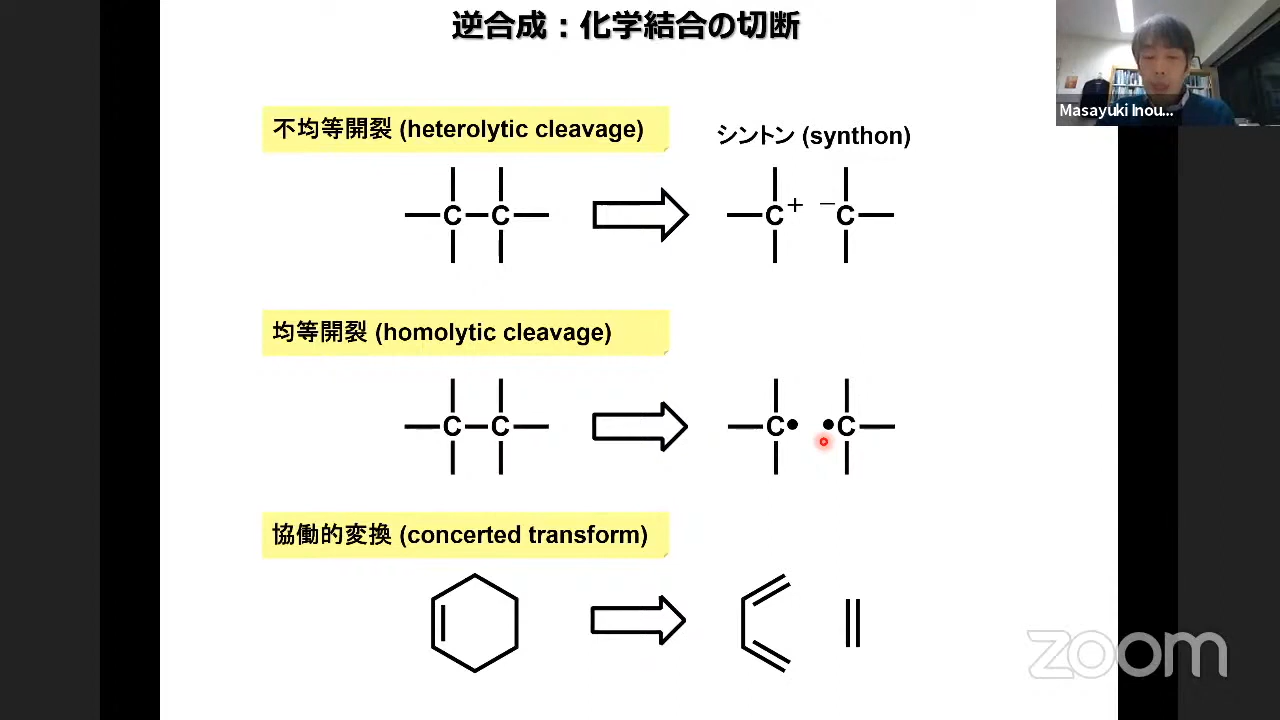 逆合成：化学結合の切断
Masayuki Inou...
不均等開裂 (heterolytic cleavage)
シントン (synthon)
C C
C+ −C
均等開裂 (homolytic cleavage)
C C
C• •C
協働的変換 (concerted transform)
zoom